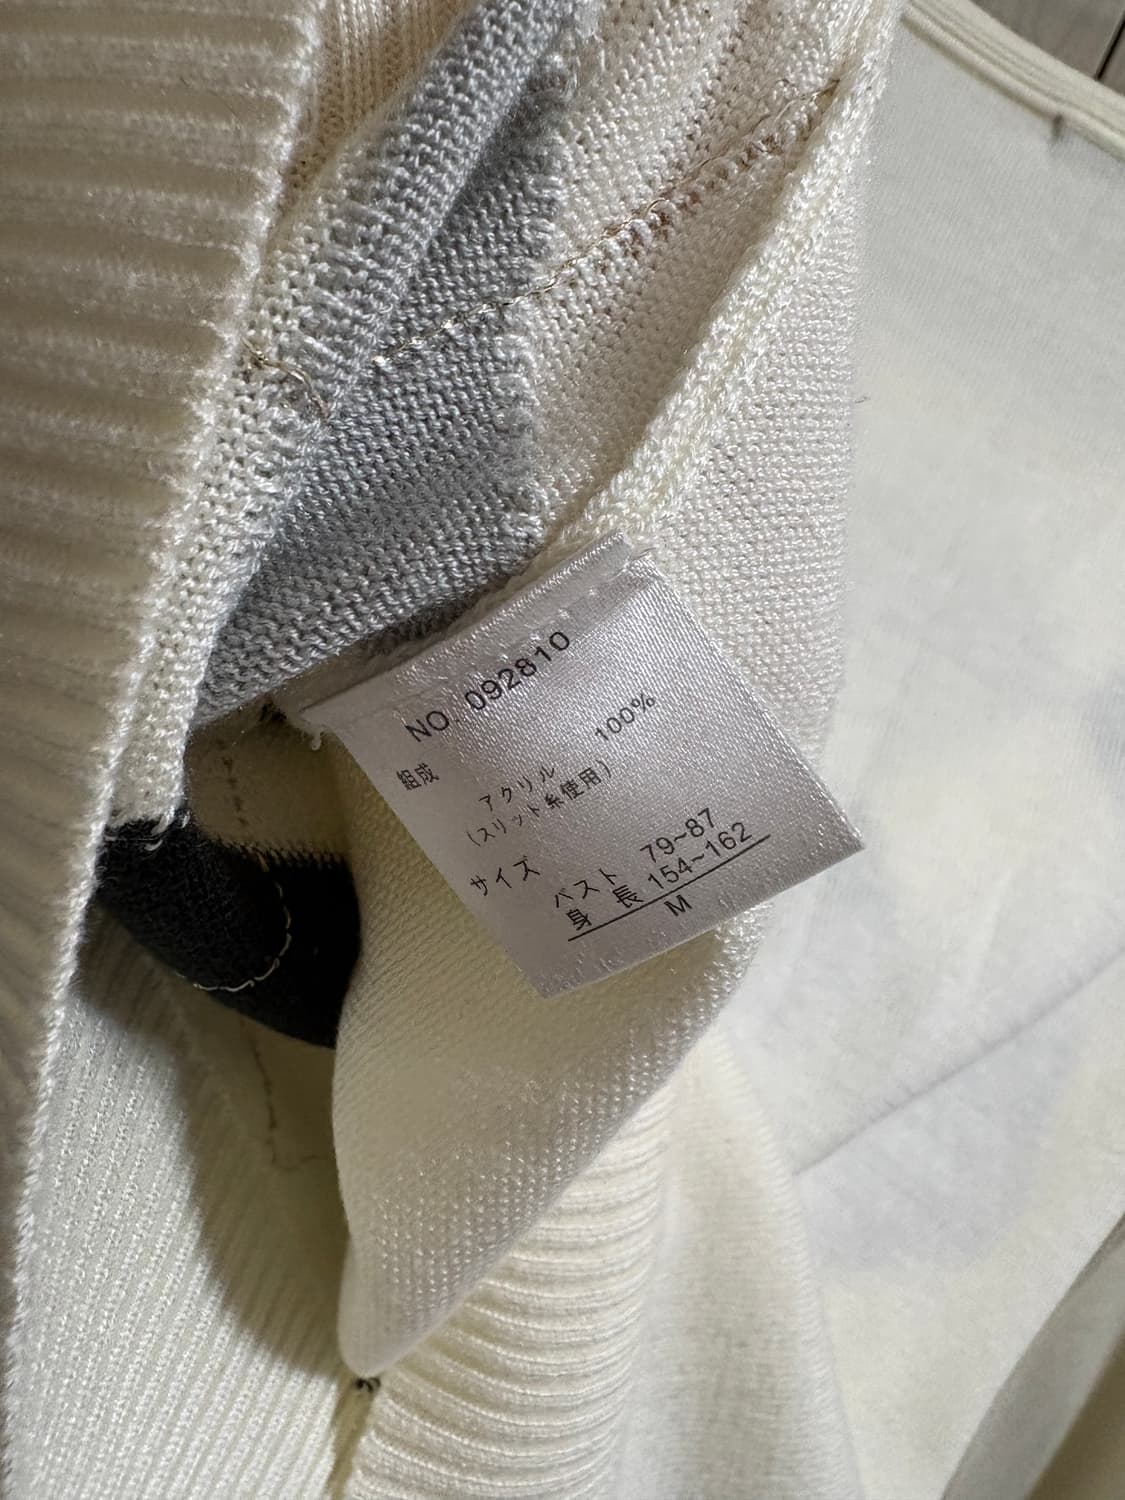 NO 092810
組成
アクリル 100%
(スリット糸使用)
サイズ
バスト 79~87
身長 154~162
M